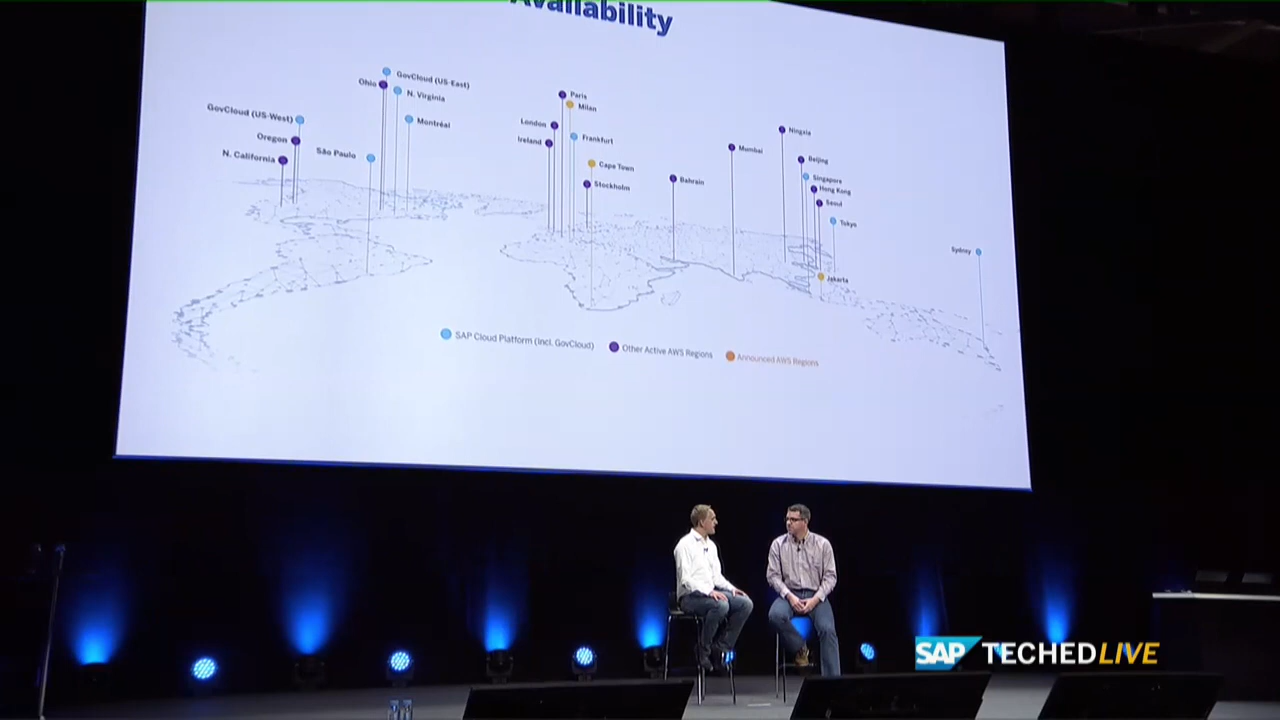 Availability
GovCloud (US-East)
Ohio
N. Virginia
GovCloud (US-West)
Montréal
Oregon
N. California
São Paulo
Paris
Milan
London
Frankfurt
Ireland
Cape Town
Stockholm
Bahrain
Mumbai
Ningxia
Beijing
Singapore
Hong Kong
Seoul
Tokyo
Jakarta
Sydney
SAP Cloud Platform (incl. GovCloud)
Other Active AWS Regions
Announced AWS Regions
SAP TECHED LIVE